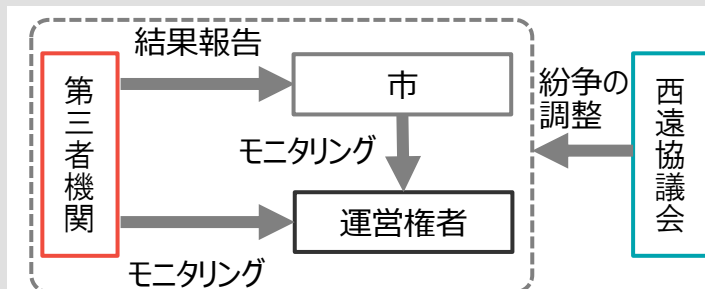 結果報告
第三者機関
市
紛争の
調整
西遠協議会
モニタリング
運営権者
モニタリング